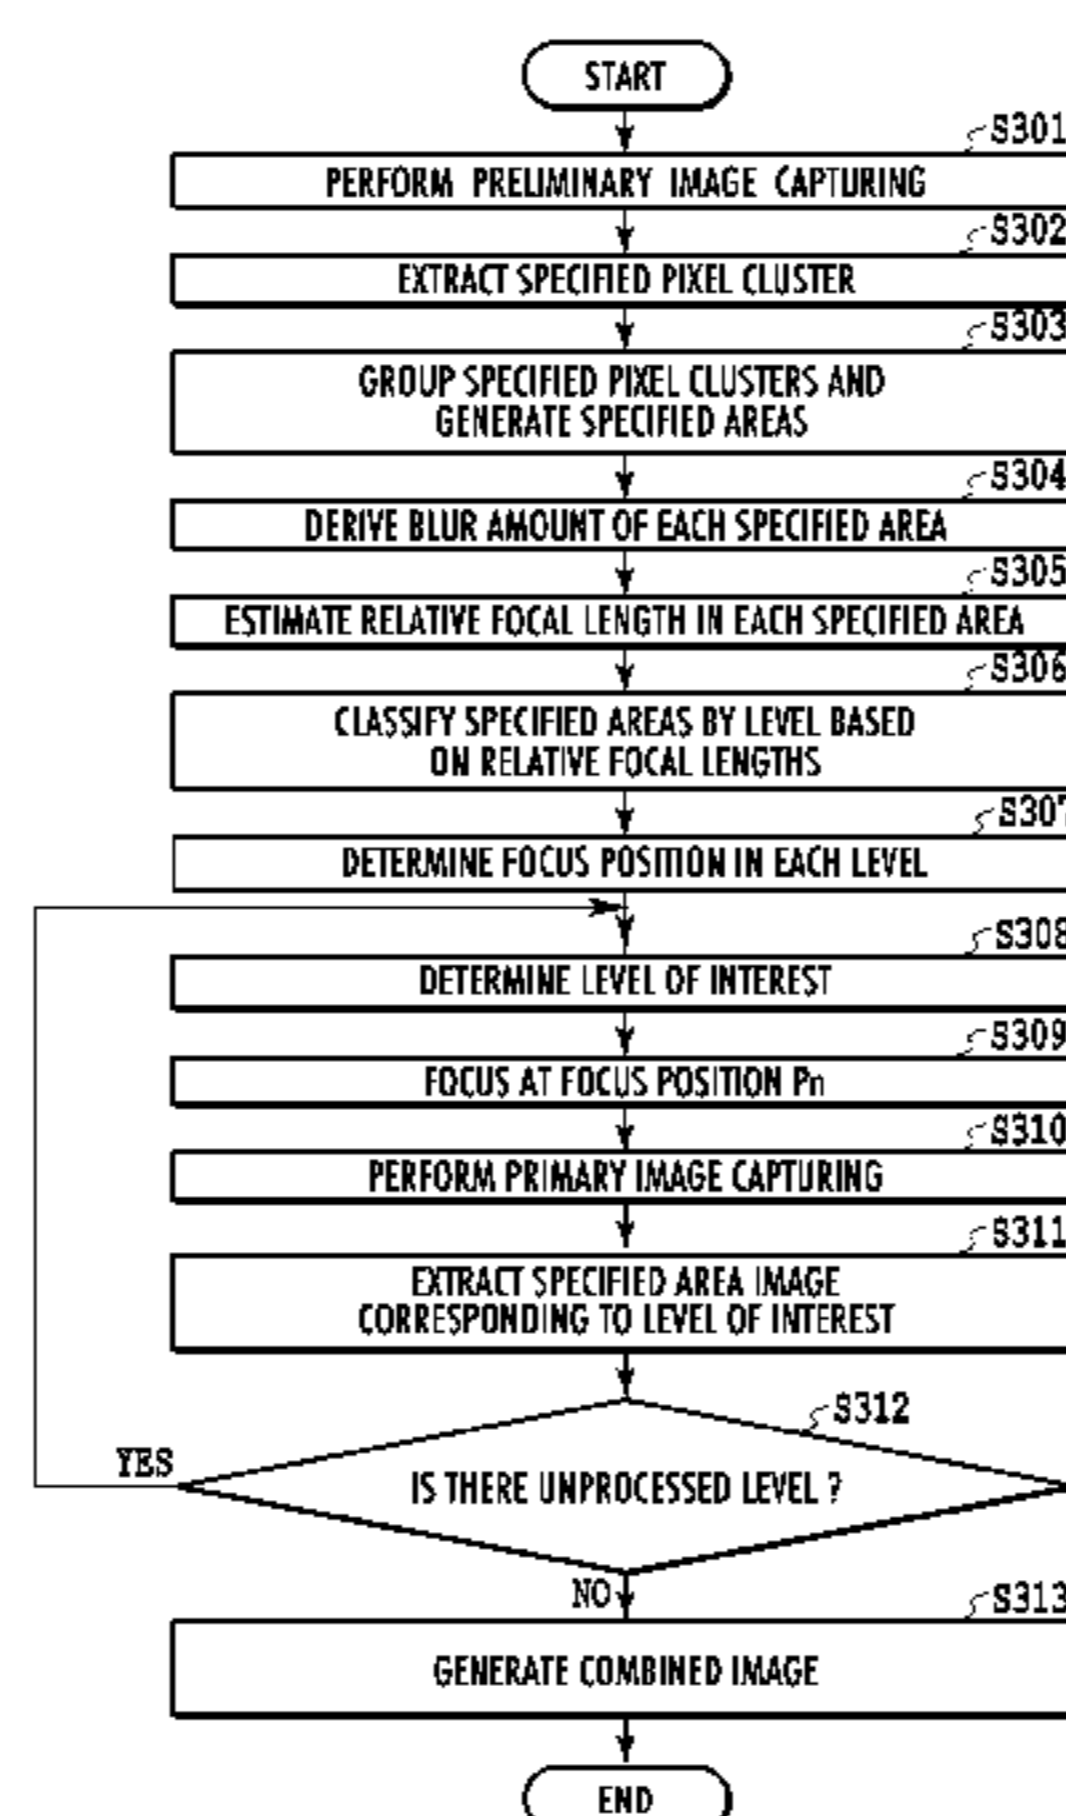 START
S301
PERFORM PRELIMINARY IMAGE CAPTURING
S302
EXTRACT SPECIFIED PIXEL CLUSTER
S303
GROUP SPECIFIED PIXEL CLUSTERS AND
GENERATE SPECIFIED AREAS
S304
DERIVE BLUR AMOUNT OF EACH SPECIFIED AREA
S305
ESTIMATE RELATIVE FOCAL LENGTH IN EACH SPECIFIED AREA
S306
CLASSIFY SPECIFIED AREAS BY LEVEL BASED
ON RELATIVE FOCAL LENGTHS
S307
DETERMINE FOCUS POSITION IN EACH LEVEL
S308
DETERMINE LEVEL OF INTEREST
S309
FOCUS AT FOCUS POSITION Pn
S310
PERFORM PRIMARY IMAGE CAPTURING
S311
EXTRACT SPECIFIED AREA IMAGE
CORRESPONDING TO LEVEL OF INTEREST
S312
YES
IS THERE UNPROCESSED LEVEL ?
NO
S313
GENERATE COMBINED IMAGE
END